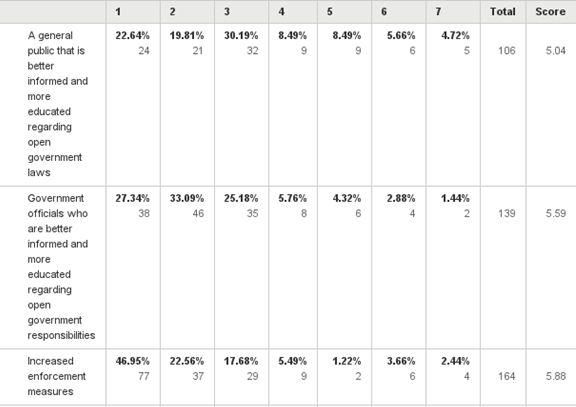 1 2 3 4 5 6 7 Total Score
A general 22.64% 19.81% 30.19% 8.49% 8.49% 5.66% 4.72%
public that is 24 21 32 9 9 6 5 106 5.04
better
informed and
more
educated
regarding
open
government
laws
Government 27.34% 33.09% 25.18% 5.76% 4.32% 2.88% 1.44%
officials who 38 46 35 8 6 4 2 139 5.59
are better
informed and
more
educated
regarding
open
government
responsibilities
Increased 46.95% 22.56% 17.68% 5.49% 1.22% 3.66% 2.44%
enforcement 77 37 29 9 2 6 4 164 5.88
measures